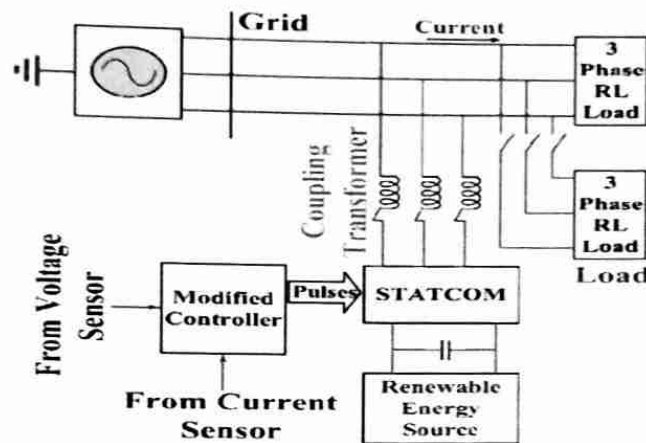 Grid
Current
3
Phase
RL
Load
Coupling
Transformer
3
Phase
RL
Load
Load
From Voltage
Sensor
Modified
Controller
Pulses
STATCOM
From Current
Sensor
Renewable
Energy
Source